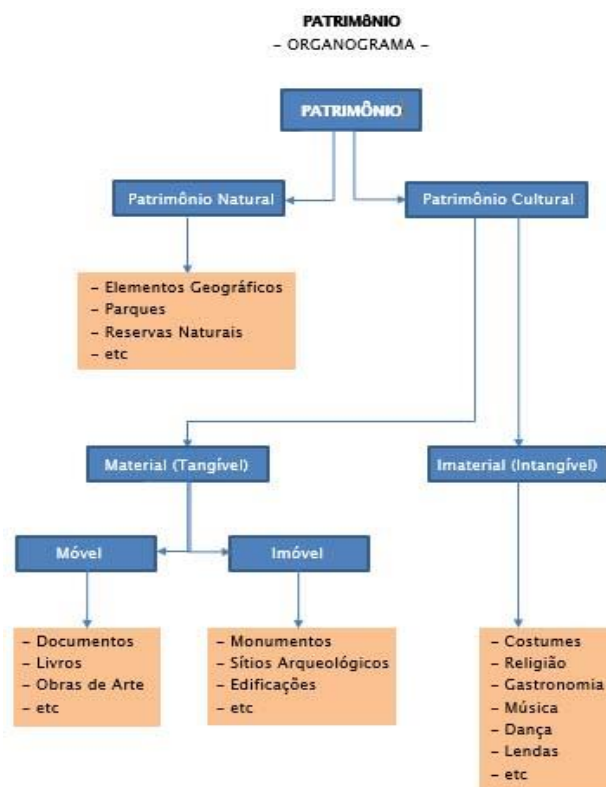 PATRIMÔNIO
- ORGANOGRAMA -
PATRIMÔNIO
Patrimônio Natural
Patrimônio Cultural
- Elementos Geográficos
- Parques
- Reservas Naturais
- etc
Material (Tangível)
Imaterial (Intangível)
Móvel
Imóvel
- Documentos
- Livros
- Obras de Arte
- etc
- Monumentos
- Sítios Arqueológicos
- Edificações
- etc
- Costumes
- Religião
- Gastronomia
- Música
- Dança
- Lendas
- etc